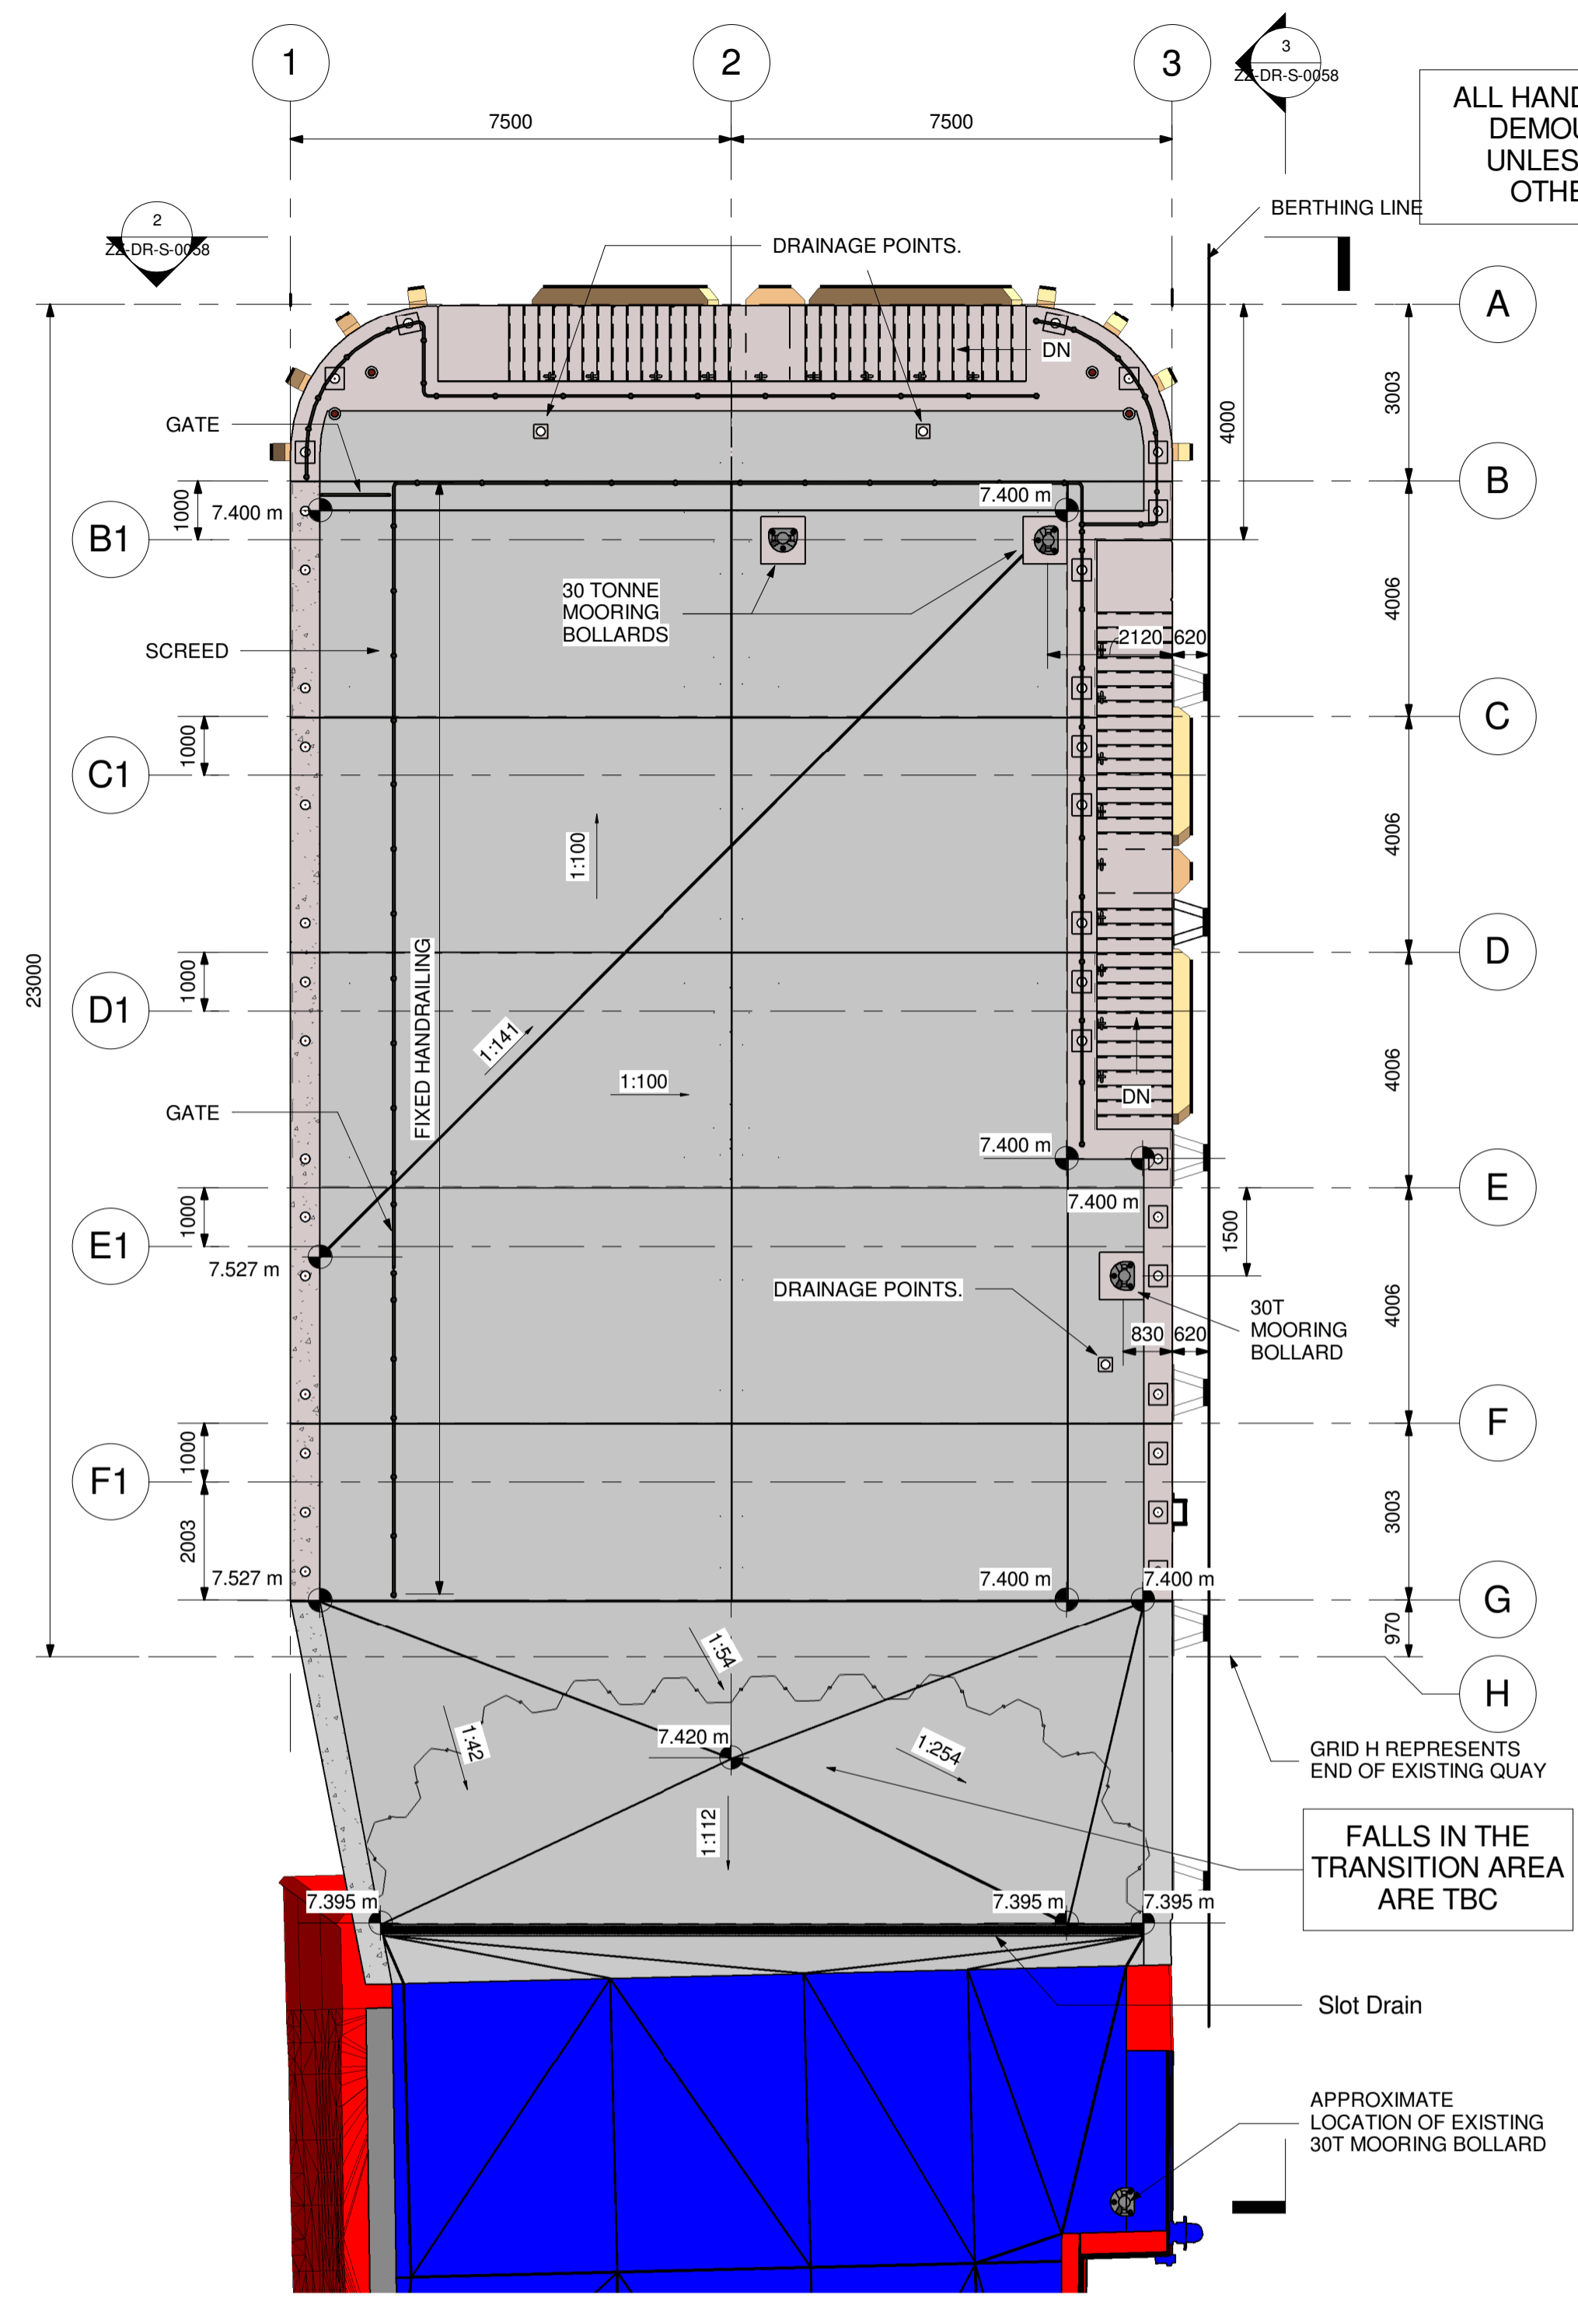 1
2
3
3
ZZ-DR-S-0058
ALL HAND
DEMOU
UNLES
OTHE
7500
7500
BERTHING LINE
2
ZZ-DR-S-0058
DRAINAGE POINTS.
A
DN
3003
4000
GATE
B
1000
7.400 m
7.400 m
B1
30 TONNE
MOORING
BOLLARDS
4006
SCREED
2120
620
C
1000
C1
1:100
4006
23000
FIXED HANDRAILING
D
1000
D1
1:141
1:100
4006
DN
GATE
7.400 m
E
7.400 m
1000
1500
E1
7.527 m
DRAINAGE POINTS.
30T
MOORING
BOLLARD
4006
830
620
F
1000
F1
2003
3003
7.527 m
7.400 m
7.400 m
G
970
1:54
H
7.420 m
1:42
1:254
GRID H REPRESENTS
END OF EXISTING QUAY
1:112
FALLS IN THE
TRANSITION AREA
ARE TBC
7.395 m
7.395 m
7.395 m
Slot Drain
APPROXIMATE
LOCATION OF EXISTING
30T MOORING BOLLARD